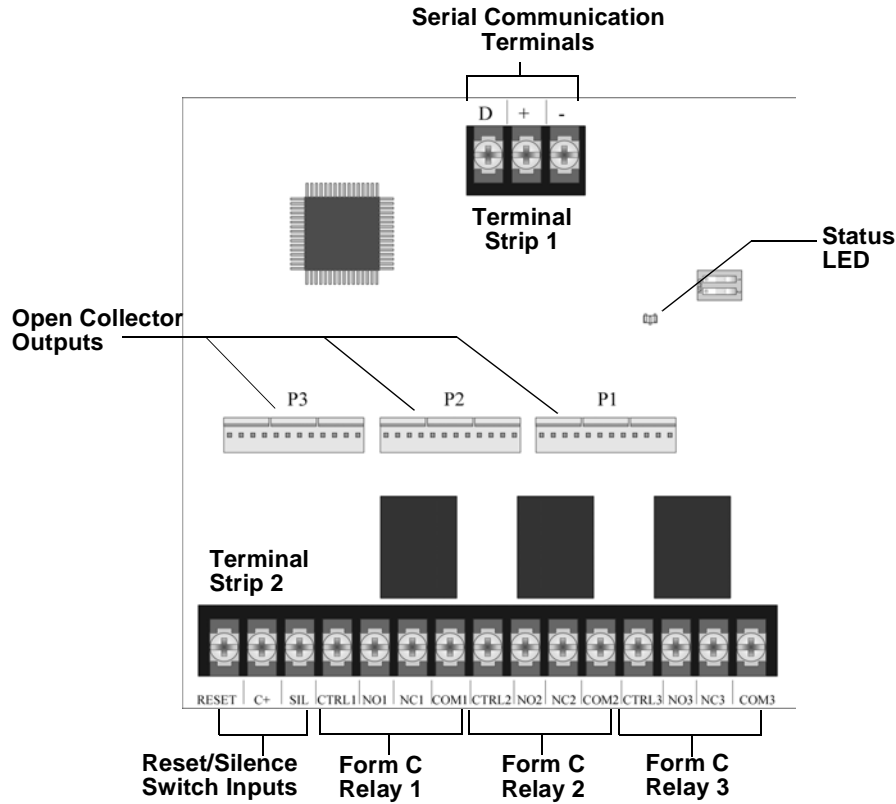 Serial Communication
Terminals
D + -
Terminal
Strip 1
Status
LED
Open Collector
Outputs
P3 P2 P1
Terminal
Strip 2
RESET C+ SIL CTRL1 NO1 NC1 COM1 CTRL2 NO2 NC2 COM2 CTRL3 NO3 NC3 COM3
Reset/Silence
Switch Inputs
Form C
Relay 1
Form C
Relay 2
Form C
Relay 3